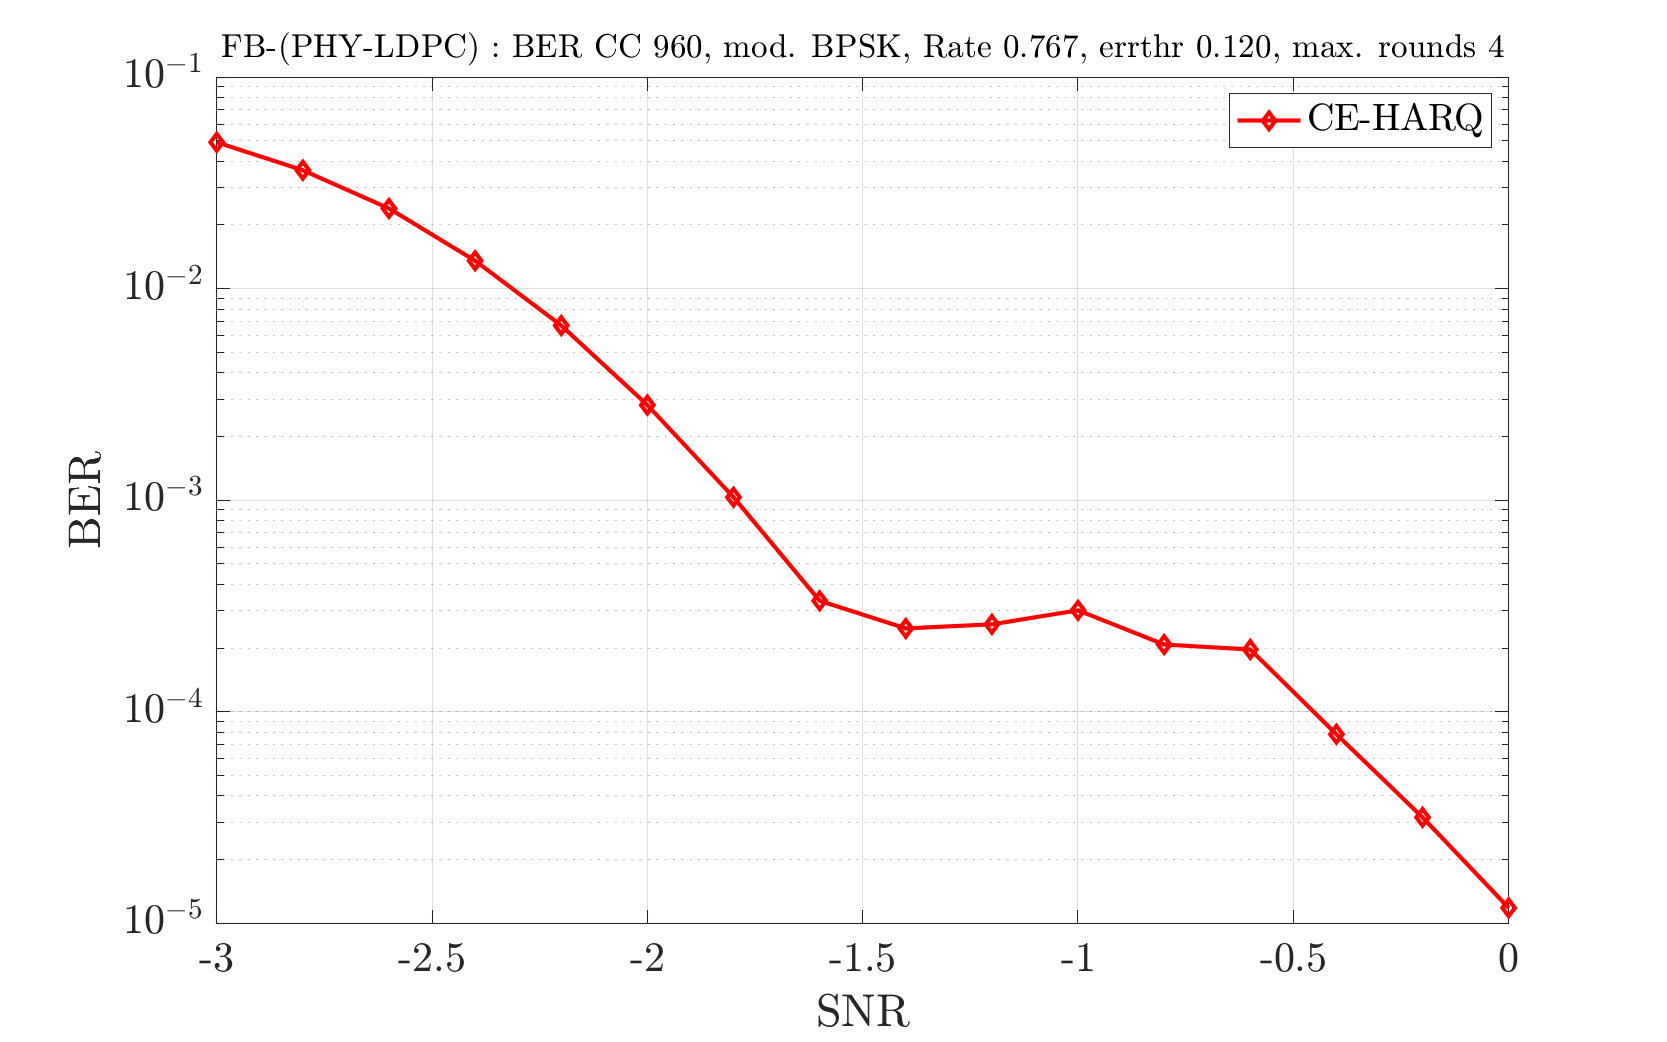 FB-(PHY-LDPC) : BER CC 960, mod. BPSK, Rate 0.767, errthr 0.120, max. rounds 4
CE-HARQ
BER
10⁻¹
10⁻²
10⁻³
10⁻⁴
10⁻⁵
-3 -2.5 -2 -1.5 -1 -0.5 0
SNR